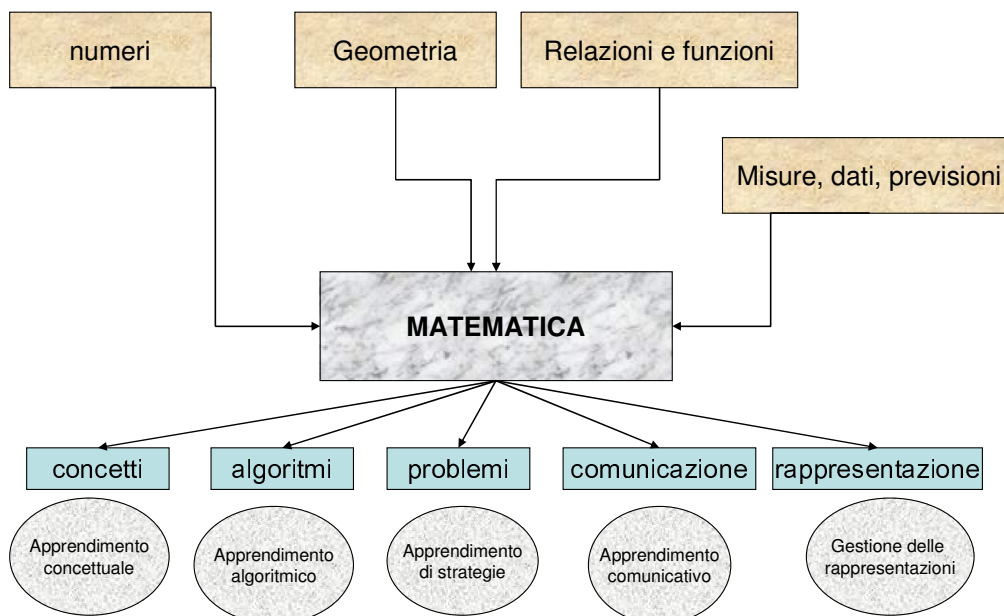 numeri
Geometria
Relazioni e funzioni
Misure, dati, previsioni
MATEMATICA
concetti
algoritmi
problemi
comunicazione
rappresentazione
Apprendimento
concettuale
Apprendimento
algoritmico
Apprendimento
di strategie
Apprendimento
comunicativo
Gestione delle
rappresentazioni